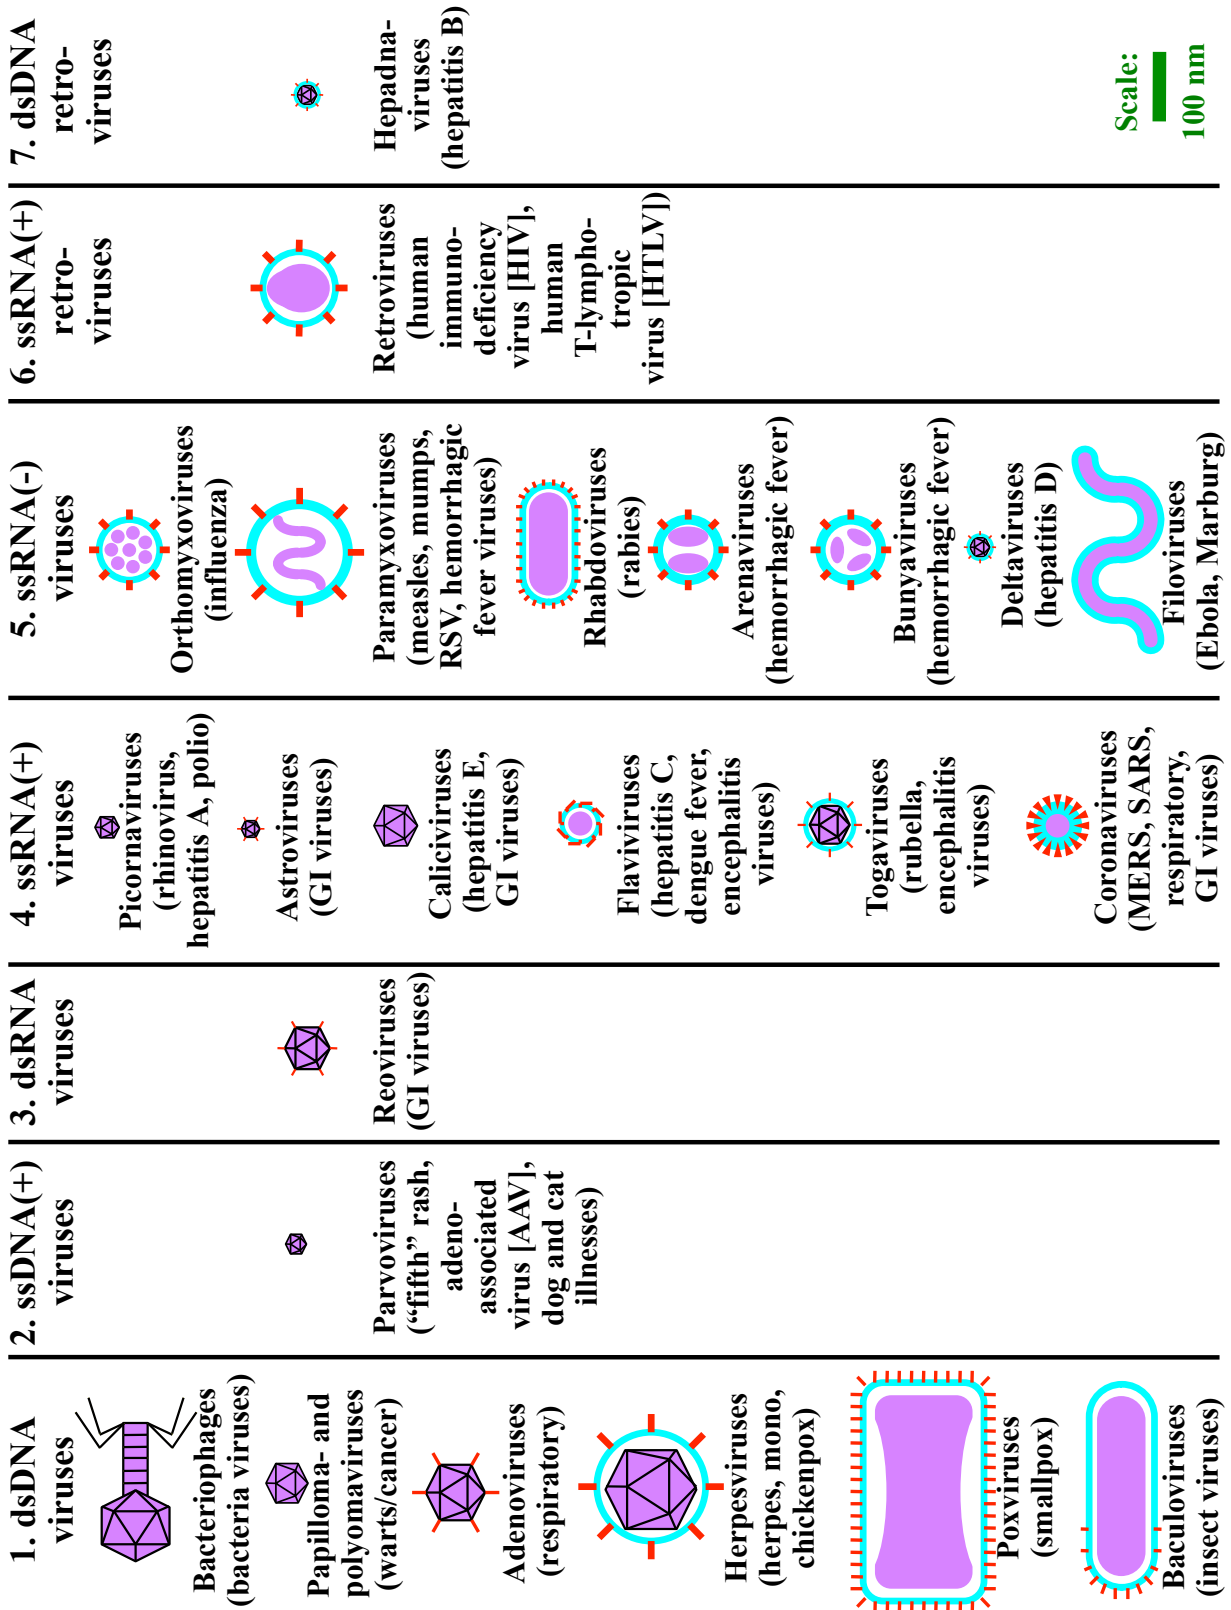 1. dsDNA
viruses
Bacteriophages
(bacteria viruses)
Papilloma- and
polyomaviruses
(warts/cancer)
Adenoviruses
(respiratory)
Herpesviruses
(herpes, mono,
chickenpox)
Poxviruses
(smallpox)
Baculoviruses
(insect viruses)
2. ssDNA(+)
viruses
Parvoviruses
(“fifth” rash,
adeno-
associated
virus [AAV],
dog and cat
illnesses)
3. dsRNA
viruses
Reoviruses
(GI viruses)
4. ssRNA(+)
viruses
Picornaviruses
(rhinovirus,
hepatitis A, polio)
Astroviruses
(GI viruses)
Caliciviruses
(hepatitis E,
GI viruses)
Flaviviruses
(hepatitis C,
dengue fever,
encephalitis
viruses)
Togaviruses
(rubella,
encephalitis
viruses)
Coronaviruses
(MERS, SARS,
respiratory,
GI viruses)
5. ssRNA(-)
viruses
Orthomyxoviruses
(influenza)
Paramyxoviruses
(measles, mumps,
RSV, hemorrhagic
fever viruses)
Rhabdoviruses
(rabies)
Arenaviruses
(hemorrhagic fever)
Bunyaviruses
(hemorrhagic fever)
Deltaviruses
(hepatitis D)
Filoviruses
(Ebola, Marburg)
6. ssRNA(+)
retro-
viruses
Retroviruses
(human
immuno-
deficiency
virus [HIV],
human
T-lympho-
tropic
virus [HTLV])
7. dsDNA
retro-
viruses
Hepadna-
viruses
(hepatitis B)
Scale:
100 nm